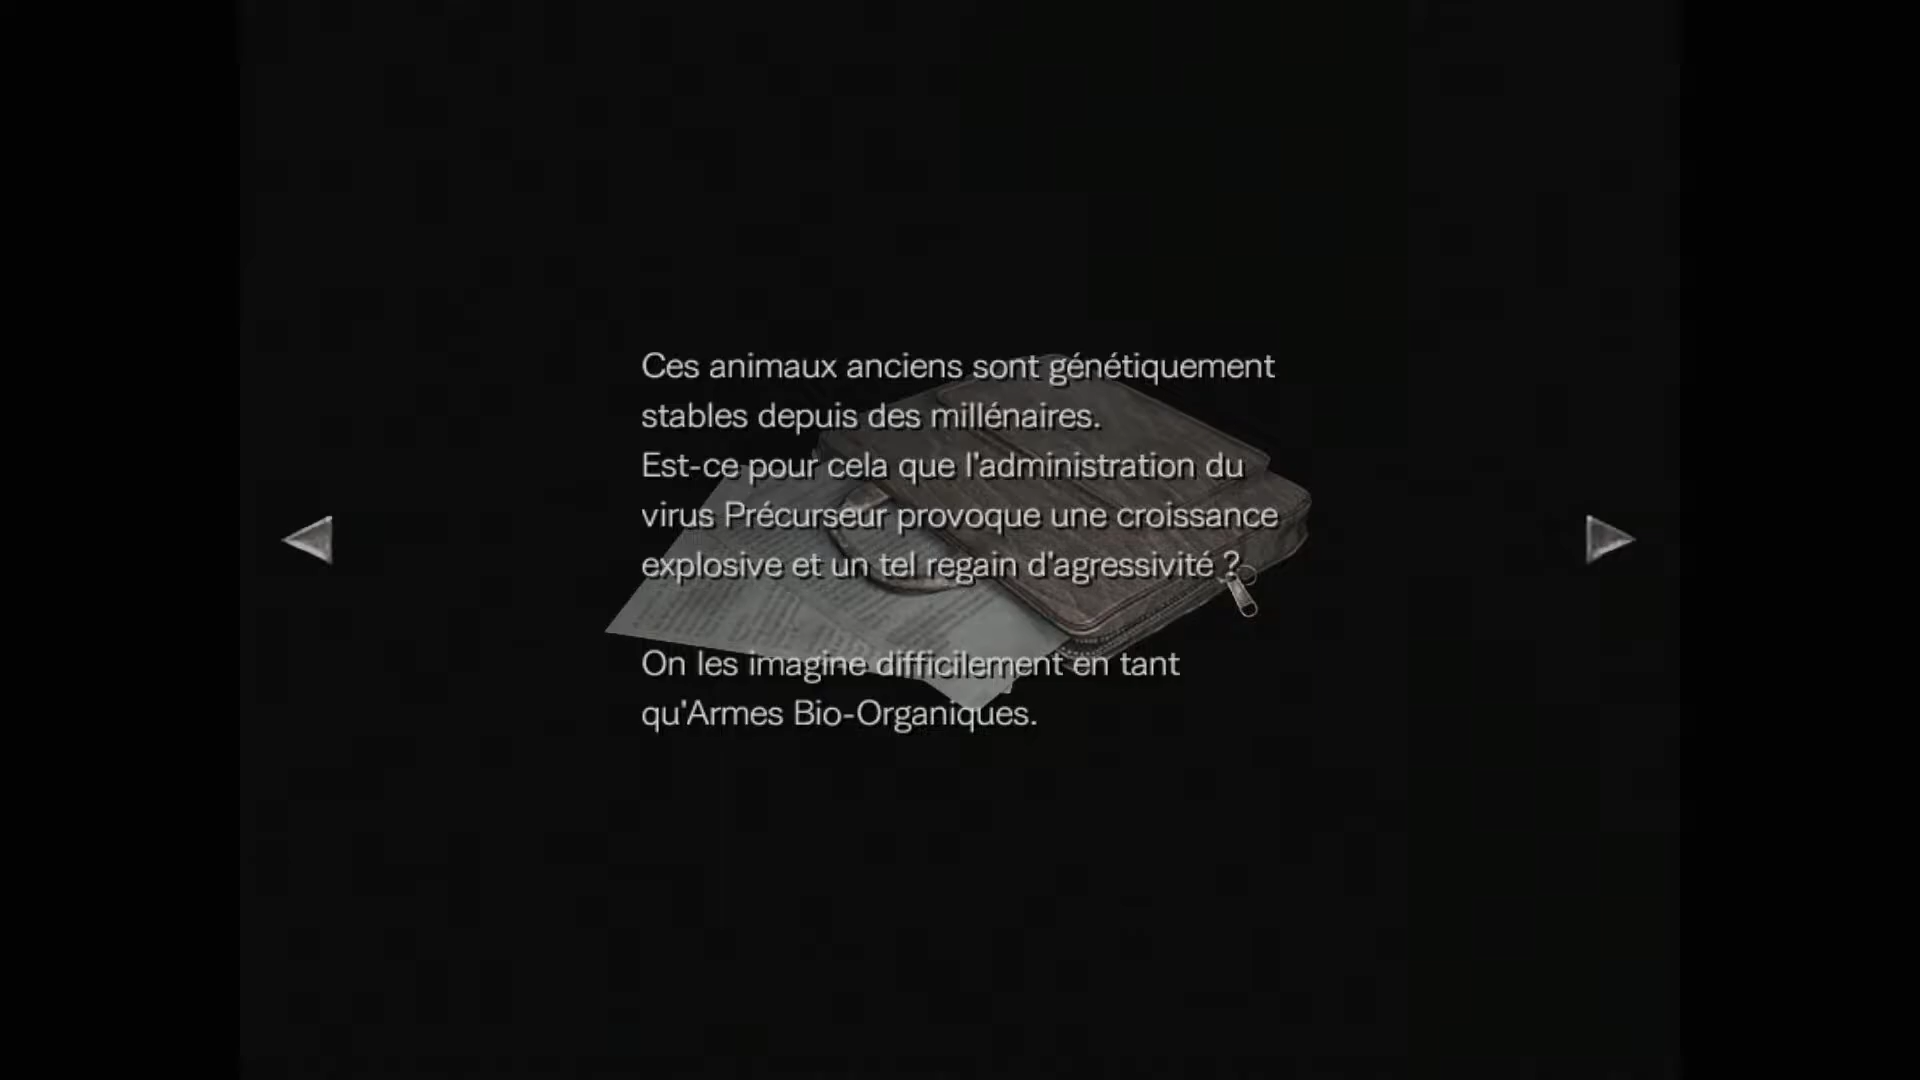 Ces animaux anciens sont génétiquement
stables depuis des millénaires.
Est-ce pour cela que l'administration du
virus Précurseur provoque une croissance
explosive et un tel regain d'agressivité ?
On les imagine difficilement en tant
qu'Armes Bio-Organiques.